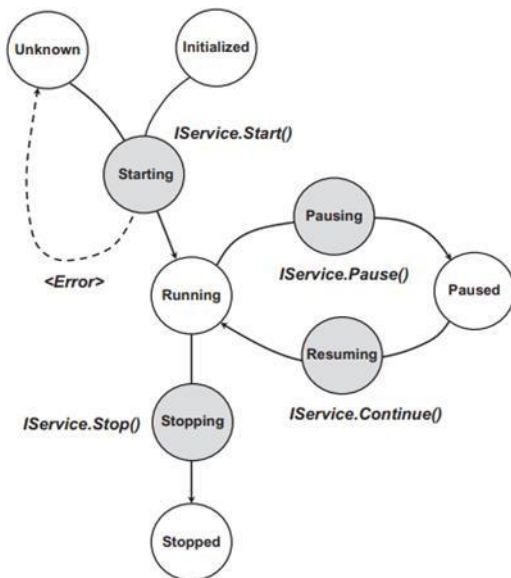 Unknown
Initialized
IService.Start()
Starting
Pausing
<Error>
IService.Pause()
Running
Paused
Resuming
IService.Stop()
Stopping
IService.Continue()
Stopped